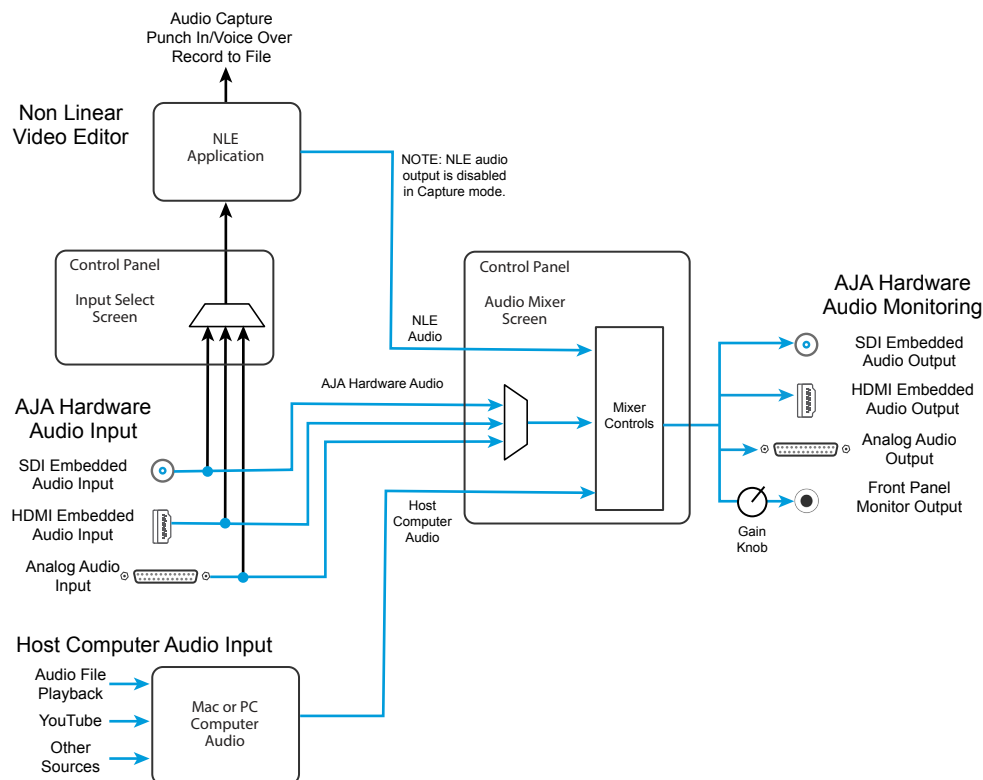 Audio Capture
Punch In/Voice Over
Record to File
Non Linear
Video Editor
NLE
Application
NOTE: NLE audio
output is disabled
in Capture mode.
Control Panel
Input Select
Screen
Control Panel
Audio Mixer
Screen
NLE
Audio
AJA Hardware Audio
Mixer
Controls
Host
Computer
Audio
AJA Hardware
Audio Monitoring
SDI Embedded
Audio Output
HDMI Embedded
Audio Output
Analog Audio
Output
Front Panel
Monitor Output
Gain
Knob
AJA Hardware
Audio Input
SDI Embedded
Audio Input
HDMI Embedded
Audio Input
Analog Audio
Input
Host Computer Audio Input
Audio File
Playback
YouTube
Other
Sources
Mac or PC
Computer
Audio